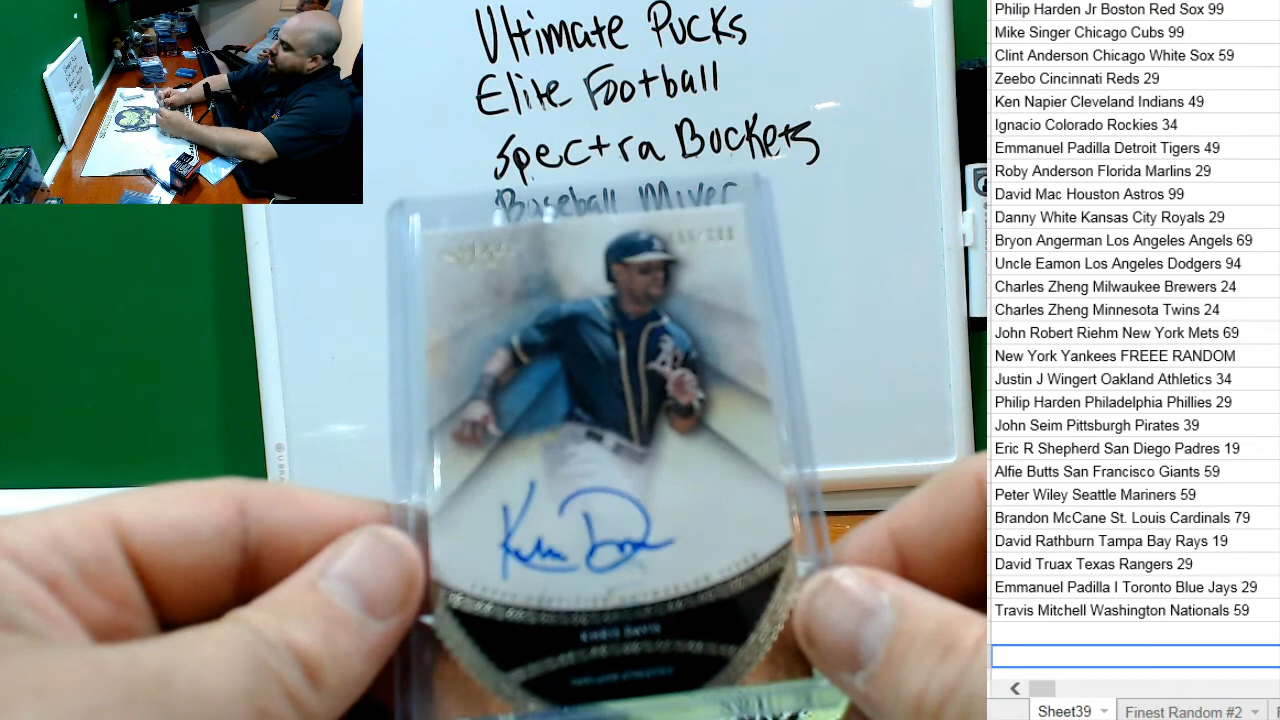 Ultimate Pucks
Elite Football
Spectra Buckets
Baseball Mixer
KHRIS DAVIS
OAKLAND ATHLETICS
Philip Harden Jr Boston Red Sox 99
Mike Singer Chicago Cubs 99
Clint Anderson Chicago White Sox 59
Zeebo Cincinnati Reds 29
Ken Napier Cleveland Indians 49
Ignacio Colorado Rockies 34
Emmanuel Padilla Detroit Tigers 49
Roby Anderson Florida Marlins 29
David Mac Houston Astros 99
Danny White Kansas City Royals 29
Bryon Angerman Los Angeles Angels 69
Uncle Eamon Los Angeles Dodgers 94
Charles Zheng Milwaukee Brewers 24
Charles Zheng Minnesota Twins 24
John Robert Riehm New York Mets 69
New York Yankees FREEE RANDOM
Justin J Wingert Oakland Athletics 34
Philip Harden Philadelphia Phillies 29
John Seim Pittsburgh Pirates 39
Eric R Shepherd San Diego Padres 19
Alfie Butts San Francisco Giants 59
Peter Wiley Seattle Mariners 59
Brandon McCane St. Louis Cardinals 79
David Rathburn Tampa Bay Rays 19
David Truax Texas Rangers 29
Emmanuel Padilla I Toronto Blue Jays 29
Travis Mitchell Washington Nationals 59
Sheet39
Finest Random #2